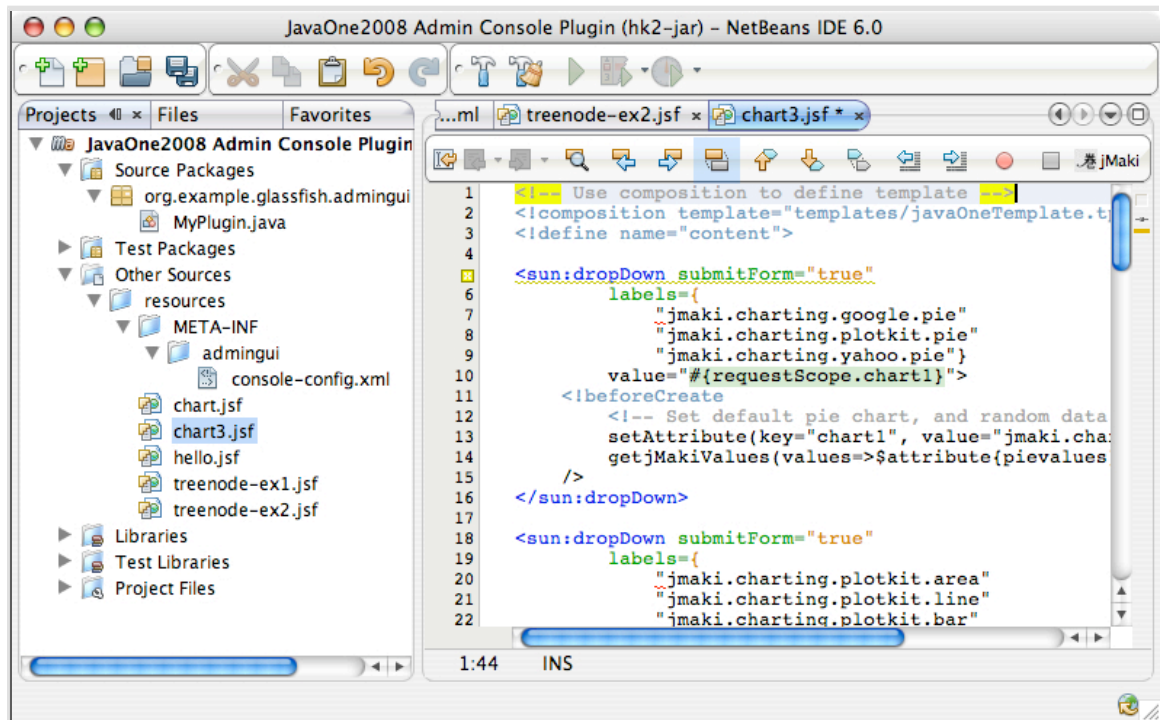 JavaOne2008 Admin Console Plugin (hk2-jar) – NetBeans IDE 6.0
Projects Files Favorites
JavaOne2008 Admin Console Plugin
Source Packages
org.example.glassfish.admingui
MyPlugin.java
Test Packages
Other Sources
resources
META-INF
admingui
console-config.xml
chart.jsf
chart3.jsf
hello.jsf
treenode-ex1.jsf
treenode-ex2.jsf
Libraries
Test Libraries
Project Files
...ml treenode-ex2.jsf chart3.jsf *
jMaki
1 <!-- Use composition to define template -->
2 <!composition template="templates/javaOneTemplate.tp
3 <!define name="content">
4
<sun:dropDown submitForm="true"
6 labels={
7 "jmaki.charting.google.pie"
8 "jmaki.charting.plotkit.pie"
9 "jmaki.charting.yahoo.pie"}
10 value="#{requestScope.chart1}">
11 <!beforeCreate
12 <!-- Set default pie chart, and random data
13 setAttribute(key="chart1", value="jmaki.cha
14 getjMakiValues(values=>$attribute{pievalues
15 />
16 </sun:dropDown>
17
18 <sun:dropDown submitForm="true"
19 labels={
20 "jmaki.charting.plotkit.area"
21 "jmaki.charting.plotkit.line"
22 "jmaki.charting.plotkit.bar"
1:44 INS